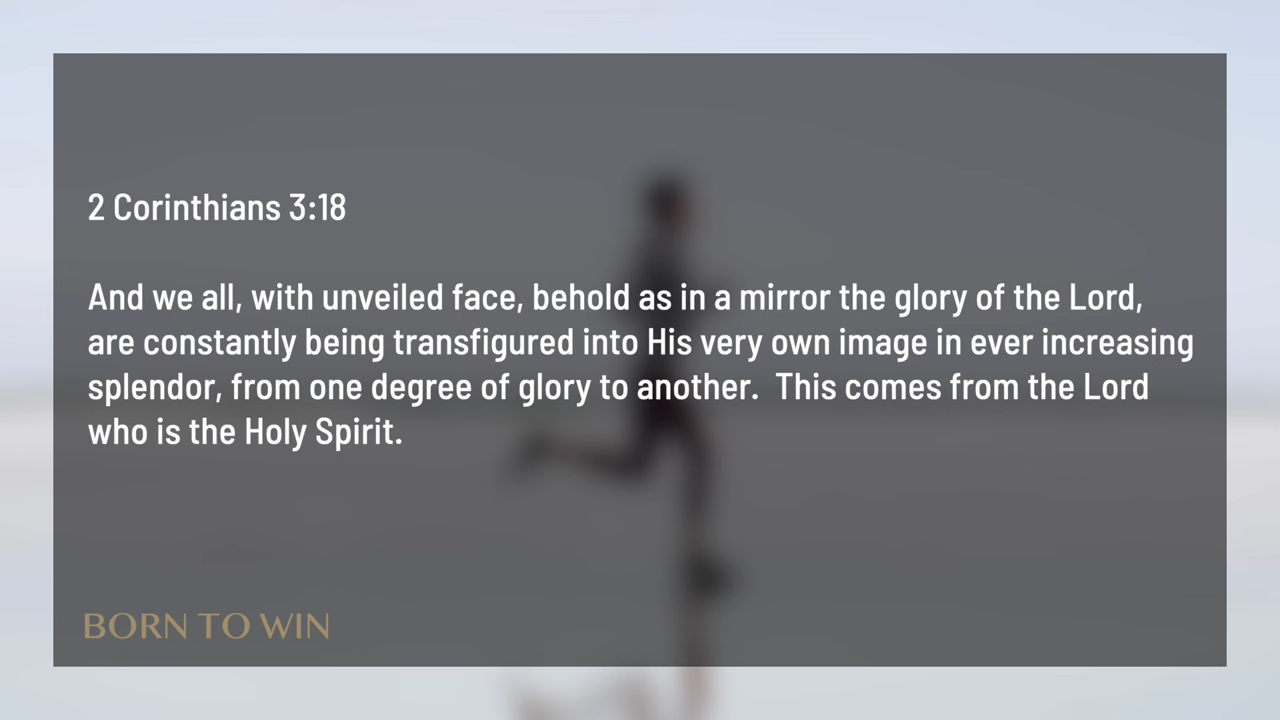 2 Corinthians 3:18
And we all, with unveiled face, behold as in a mirror the glory of the Lord,
are constantly being transfigured into His very own image in ever increasing
splendor, from one degree of glory to another.  This comes from the Lord
who is the Holy Spirit.
BORN TO WIN